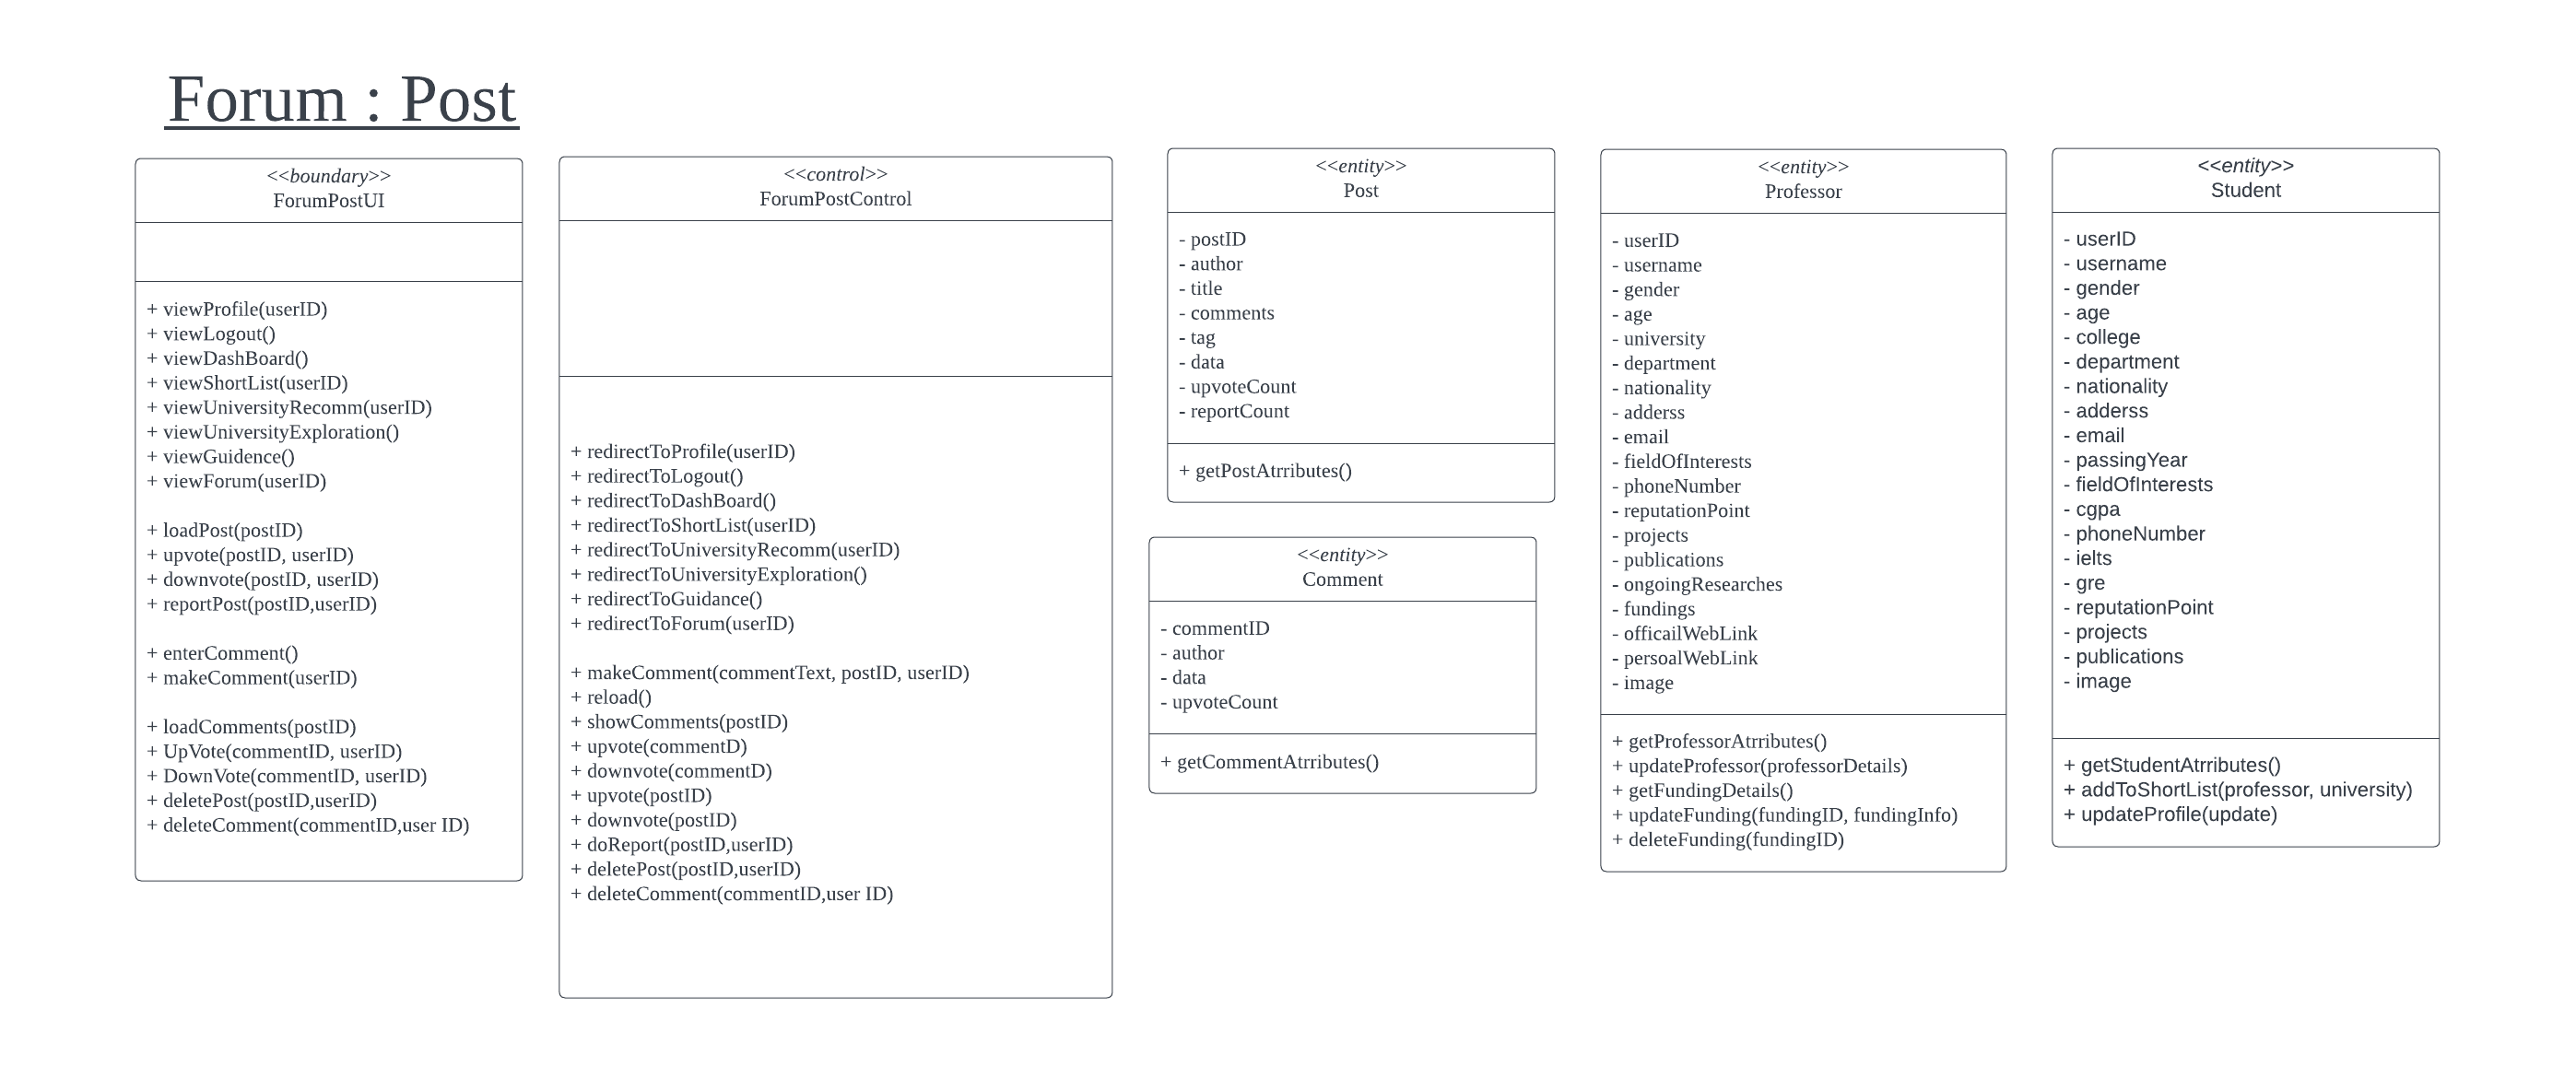 Forum : Post
<<boundary>>
ForumPostUI
+ viewProfile(userID)
+ viewLogout()
+ viewDashBoard()
+ viewShortList(userID)
+ viewUniversityRecomm(userID)
+ viewUniversityExploration()
+ viewGuidence()
+ viewForum(userID)
+ loadPost(postID)
+ upvote(postID, userID)
+ downvote(postID, userID)
+ reportPost(postID,userID)
+ enterComment()
+ makeComment(userID)
+ loadComments(postID)
+ UpVote(commentID, userID)
+ DownVote(commentID, userID)
+ deletePost(postID,userID)
+ deleteComment(commentID,user ID)
<<control>>
ForumPostControl
+ redirectToProfile(userID)
+ redirectToLogout()
+ redirectToDashBoard()
+ redirectToShortList(userID)
+ redirectToUniversityRecomm(userID)
+ redirectToUniversityExploration()
+ redirectToGuidance()
+ redirectToForum(userID)
+ makeComment(commentText, postID, userID)
+ reload()
+ showComments(postID)
+ upvote(commentD)
+ downvote(commentD)
+ upvote(postID)
+ downvote(postID)
+ doReport(postID,userID)
+ deletePost(postID,userID)
+ deleteComment(commentID,user ID)
<<entity>>
Post
- postID
- author
- title
- comments
- tag
- data
- upvoteCount
- reportCount
+ getPostAtrributes()
<<entity>>
Comment
- commentID
- author
- data
- upvoteCount
+ getCommentAtrributes()
<<entity>>
Professor
- userID
- username
- gender
- age
- university
- department
- nationality
- adderss
- email
- fieldOfInterests
- phoneNumber
- reputationPoint
- projects
- publications
- ongoingResearches
- fundings
- officailWebLink
- persoalWebLink
- image
+ getProfessorAtrributes()
+ updateProfessor(professorDetails)
+ getFundingDetails()
+ updateFunding(fundingID, fundingInfo)
+ deleteFunding(fundingID)
<<entity>>
Student
- userID
- username
- gender
- age
- college
- department
- nationality
- adderss
- email
- passingYear
- fieldOfInterests
- cgpa
- phoneNumber
- ielts
- gre
- reputationPoint
- projects
- publications
- image
+ getStudentAtrributes()
+ addToShortList(professor, university)
+ updateProfile(update)